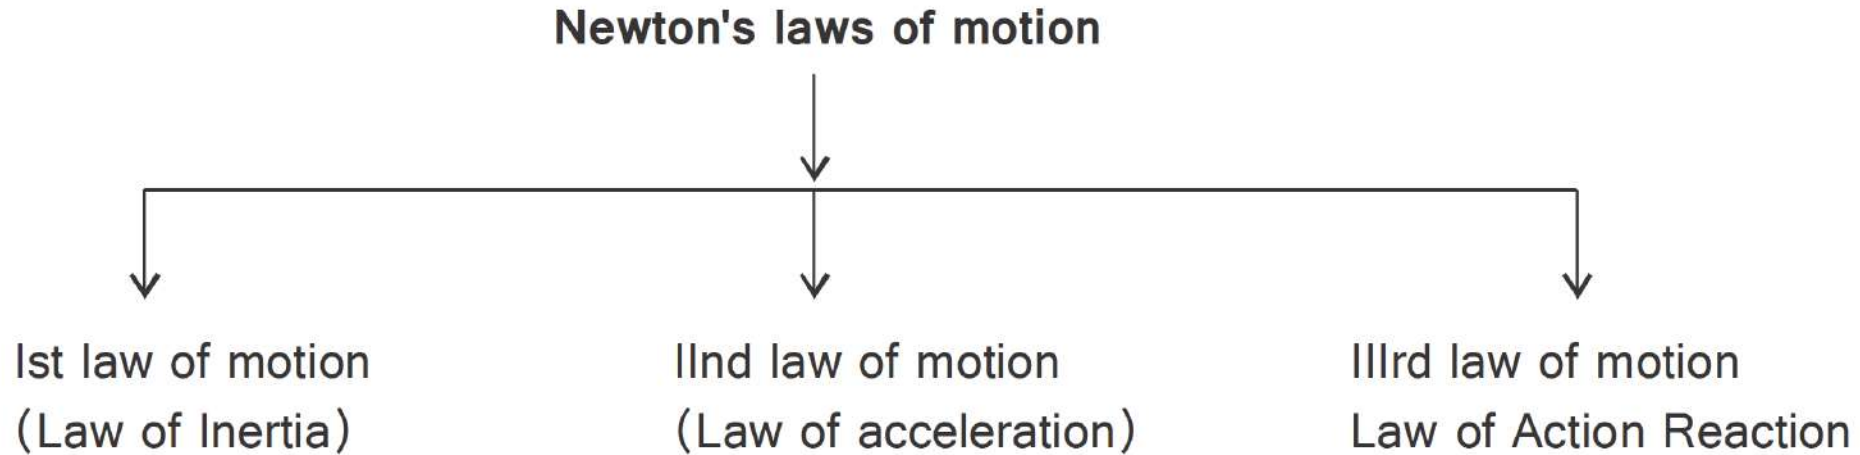 Newton's laws of motion
Ist law of motion
(Law of Inertia)
IInd law of motion
(Law of acceleration)
IIIrd law of motion
Law of Action Reaction